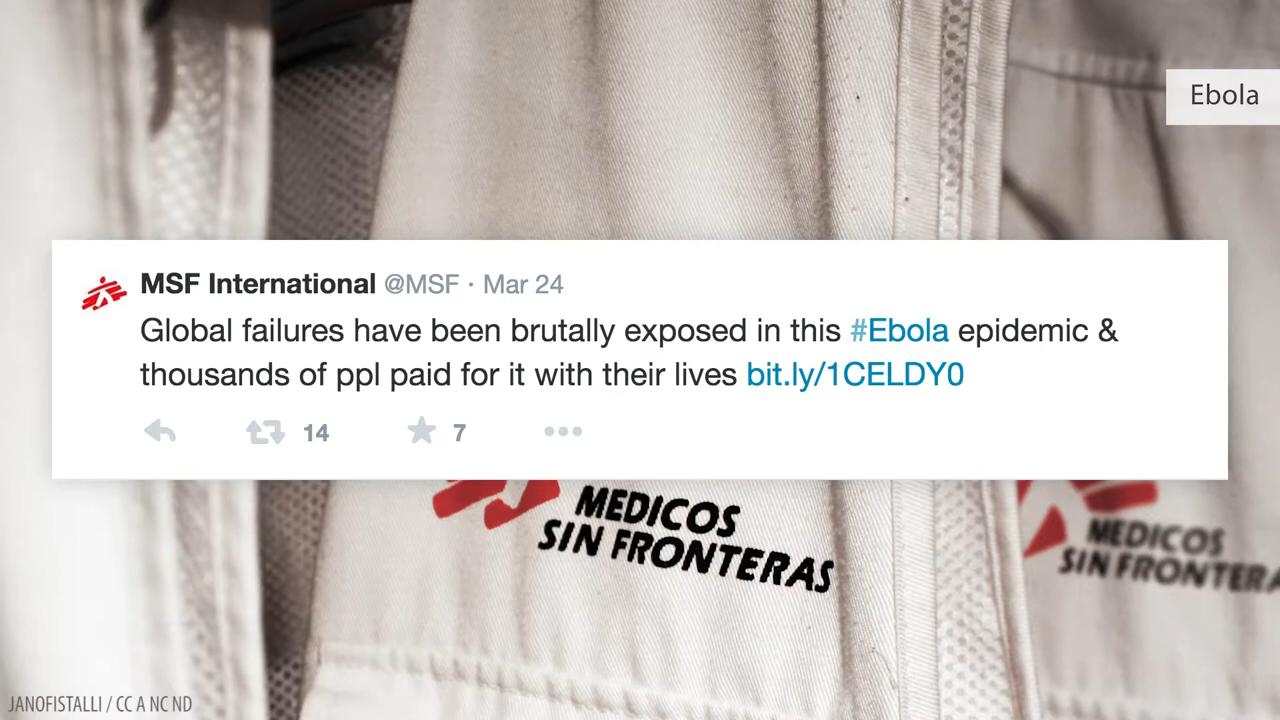 Ebola
MSF International @MSF · Mar 24
Global failures have been brutally exposed in this #Ebola epidemic &
thousands of ppl paid for it with their lives bit.ly/1CELDY0
14 7
MEDICOS
SIN FRONTERAS
MEDICOS
SIN FRONTERA
JANOFISTALLI / CC A NC ND